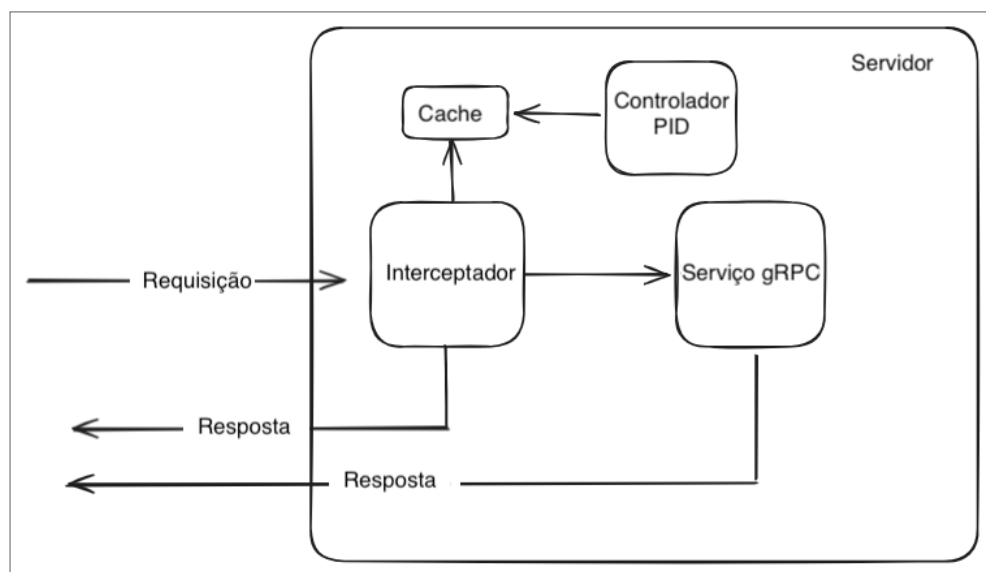 Servidor
Cache
Controlador
PID
Requisição
Interceptador
Serviço gRPC
Resposta
Resposta